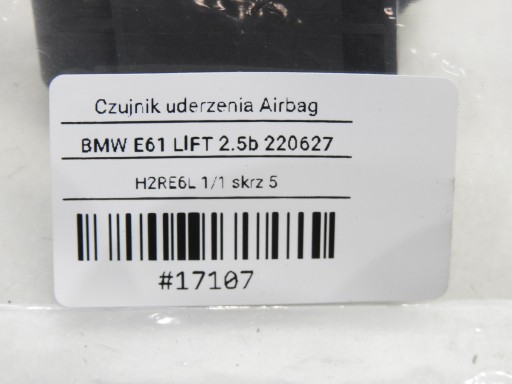 Czujnik uderzenia Airbag
BMW E61 LIFT 2.5b 220627
H2RE6L 1/1 skrz 5
#17107